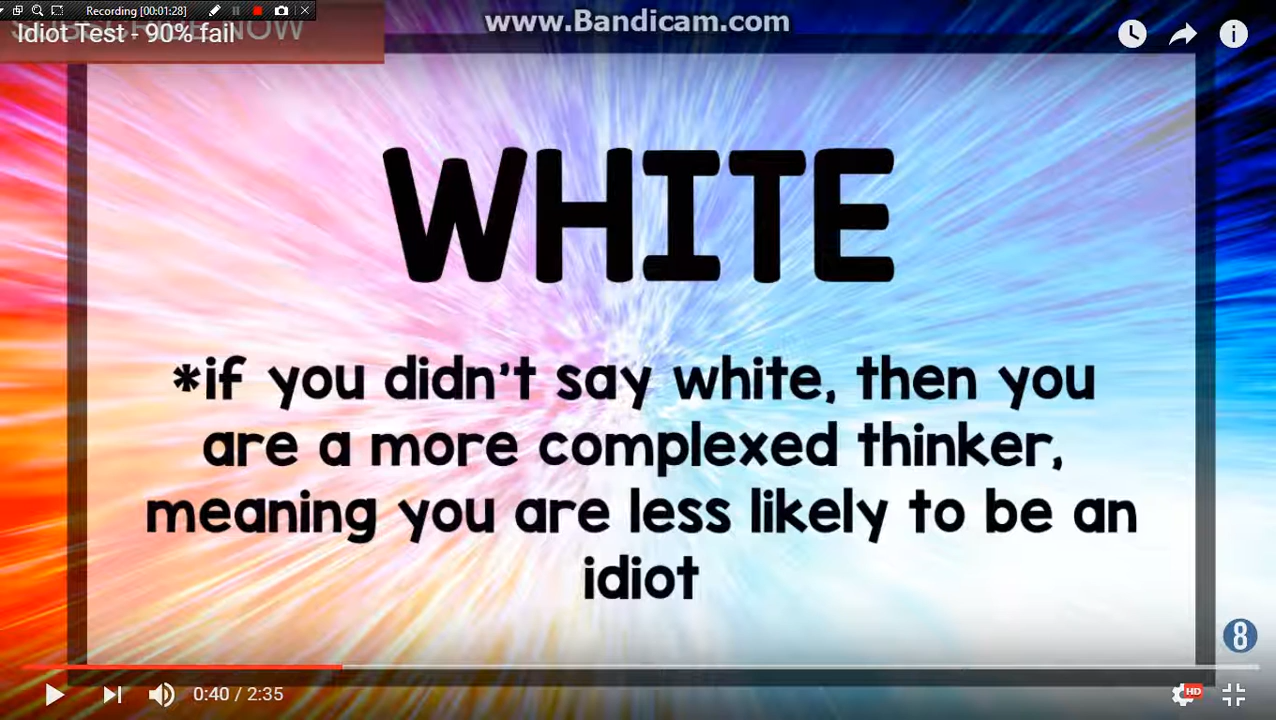 Recording [00:01:28]
www.Bandicam.com
Idiot Test - 90% fail
WHITE
*if you didn't say white, then you
are a more complexed thinker,
meaning you are less likely to be an
idiot
8
0:40 / 2:35
HD